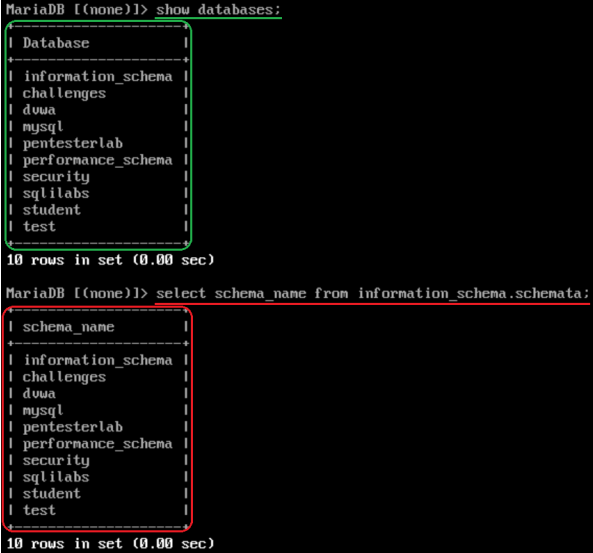 MariaDB [(none)]> show databases;
+--------------------+
| Database           |
+--------------------+
| information_schema |
| challenges         |
| dvwa               |
| mysql              |
| pentesterlab       |
| performance_schema |
| security           |
| sqlilabs           |
| student            |
| test               |
+--------------------+
10 rows in set (0.00 sec)
MariaDB [(none)]> select schema_name from information_schema.schemata;
+--------------------+
| schema_name        |
+--------------------+
| information_schema |
| challenges         |
| dvwa               |
| mysql              |
| pentesterlab       |
| performance_schema |
| security           |
| sqlilabs           |
| student            |
| test               |
+--------------------+
10 rows in set (0.00 sec)